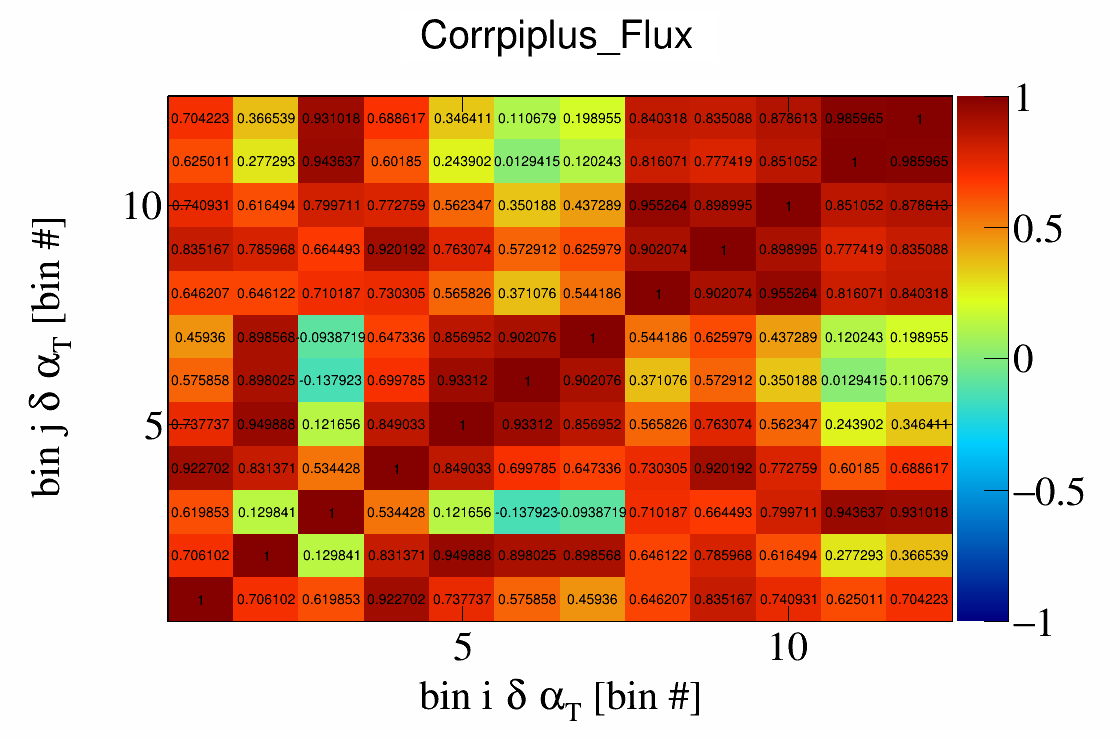 Corrpiplus_Flux
0.704223 0.366539 0.931018 0.688617 0.346411 0.110679 0.198955 0.840318 0.835088 0.878613 0.985965 1
0.625011 0.277293 0.943637 0.60185 0.243902 0.0129415 0.120243 0.816071 0.777419 0.851052 1 0.985965
10 0.740931 0.616494 0.799711 0.772759 0.562347 0.350188 0.437289 0.955264 0.898995 1 0.851052 0.878613
0.835167 0.785968 0.664493 0.920192 0.763074 0.572912 0.625979 0.902074 1 0.898995 0.777419 0.835088
0.646207 0.646122 0.710187 0.730305 0.565826 0.371076 0.544186 1 0.902074 0.955264 0.816071 0.840318
0.45936 0.898568 -0.0938719 0.647336 0.856952 0.902076 1 0.544186 0.625979 0.437289 0.120243 0.198955
0.575858 0.898025 -0.137923 0.699785 0.93312 1 0.902076 0.371076 0.572912 0.350188 0.0129415 0.110679
5 0.737737 0.949888 0.121656 0.849033 1 0.93312 0.856952 0.565826 0.763074 0.562347 0.243902 0.346411
0.922702 0.831371 0.534428 1 0.849033 0.699785 0.647336 0.730305 0.920192 0.772759 0.60185 0.688617
0.619853 0.129841 1 0.534428 0.121656 -0.137923 -0.0938719 0.710187 0.664493 0.799711 0.943637 0.931018
0.706102 1 0.129841 0.831371 0.949888 0.898025 0.898568 0.646122 0.785968 0.616494 0.277293 0.366539
1 0.706102 0.619853 0.922702 0.737737 0.575858 0.45936 0.646207 0.835167 0.740931 0.625011 0.704223
5 10
bin i δ αT [bin #]
bin j δ αT [bin #]
1
0.5
0
−0.5
−1